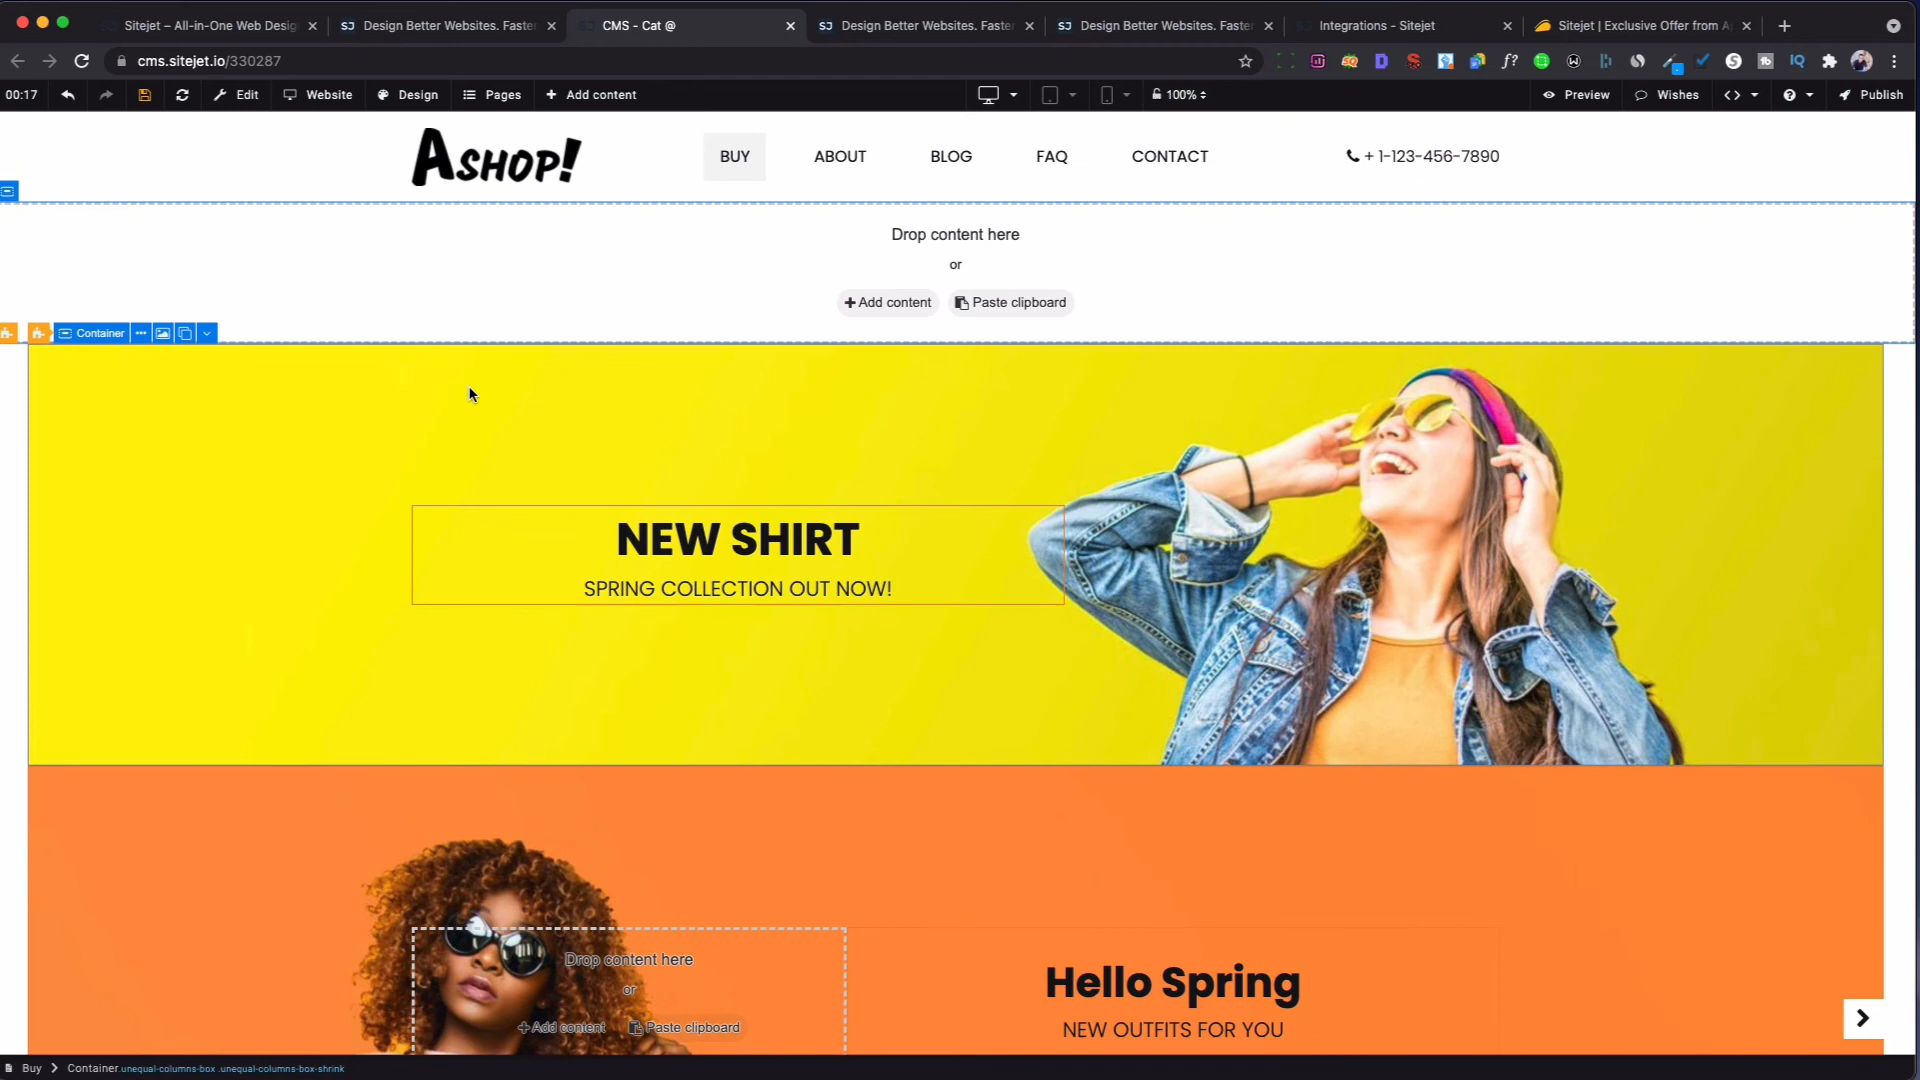 Sitejet – All-in-One Web Desig
SJ Design Better Websites. Faster
CMS - Cat @
SJ Design Better Websites. Faste
SJ Design Better Websites. Faste
Integrations - Sitejet
Sitejet | Exclusive Offer from A
cms.sitejet.io/330287
00:17
Edit
Website
Design
Pages
Add content
100%
Preview
Wishes
Publish
ASHOP!
BUY
ABOUT
BLOG
FAQ
CONTACT
+ 1-123-456-7890
Drop content here
or
+ Add content
Paste clipboard
Container
NEW SHIRT
SPRING COLLECTION OUT NOW!
Drop content here
or
+ Add content
Paste clipboard
Hello Spring
NEW OUTFITS FOR YOU
Buy > Container.unequal-columns-box .unequal-columns-box-shrink